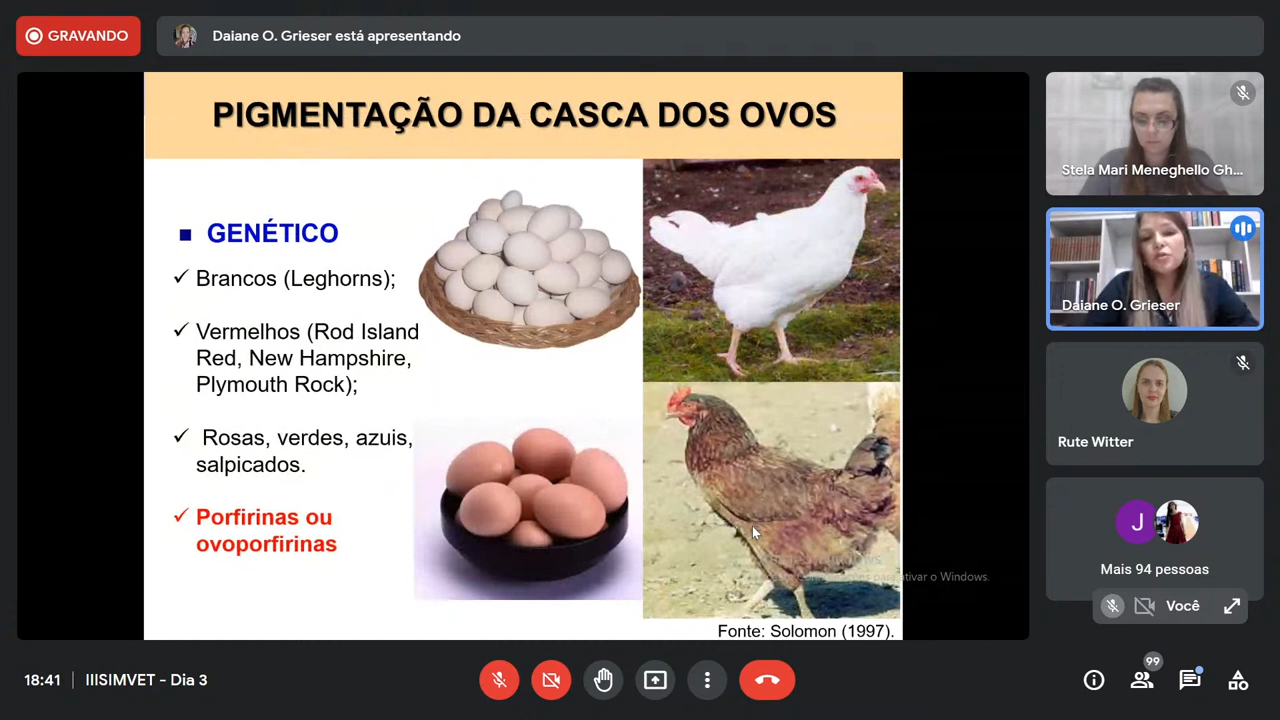 GRAVANDO
Daiane O. Grieser está apresentando
PIGMENTAÇÃO DA CASCA DOS OVOS
GENÉTICO
Brancos (Leghorns);
Vermelhos (Rod Island
Red, New Hampshire,
Plymouth Rock);
Rosas, verdes, azuis,
salpicados.
Porfirinas ou
ovoporfirinas
ativar o Windows.
Fonte: Solomon (1997).
Stela Mari Meneghello Gh...
Daiane O. Grieser
Rute Witter
J
Mais 94 pessoas
Você
18:41
IIISIMVET - Dia 3
99